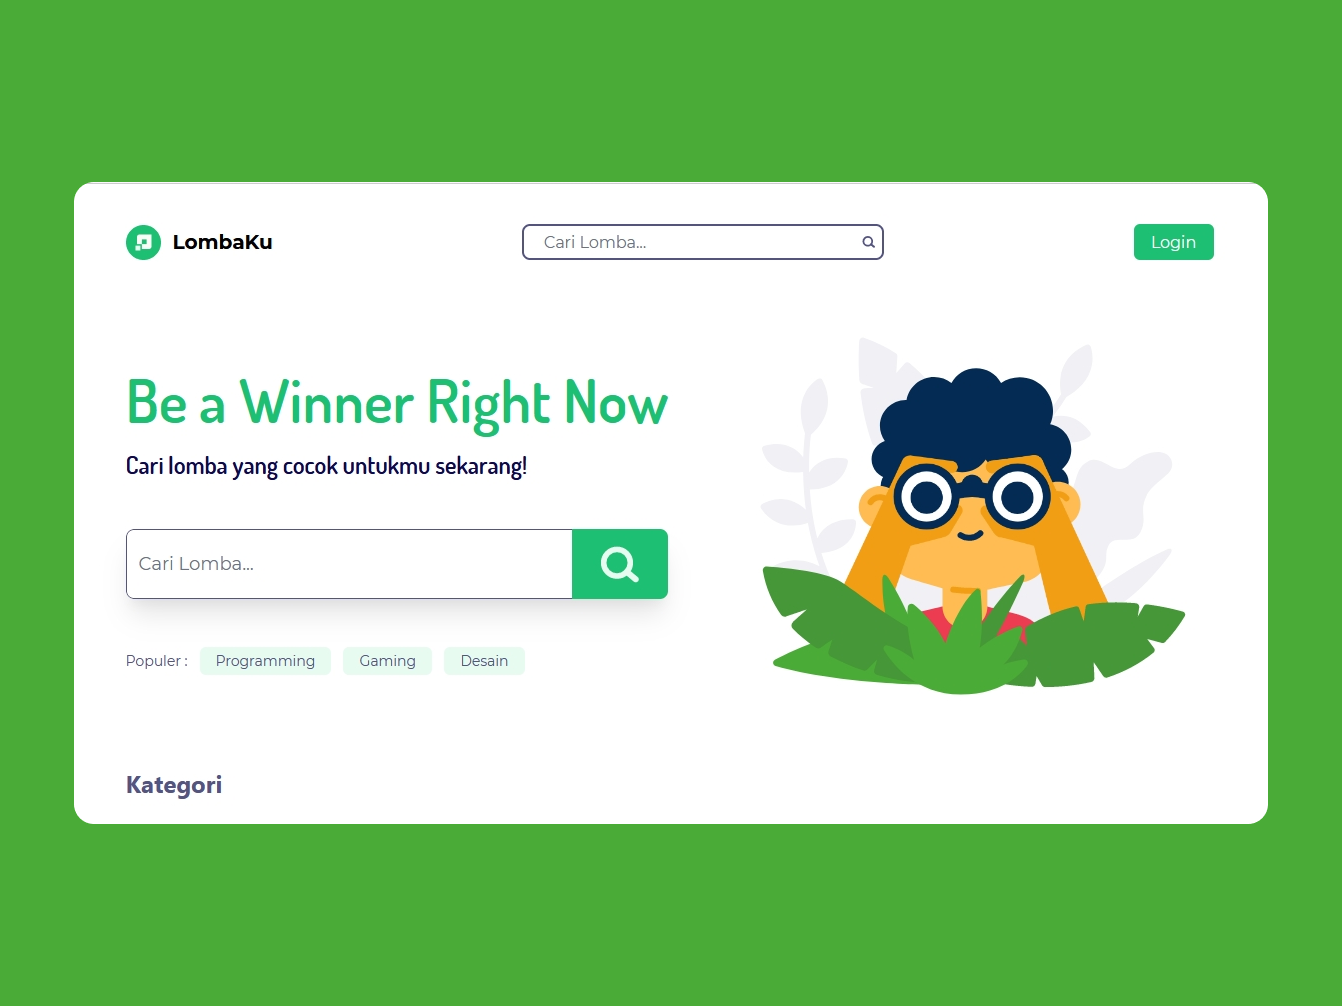 LombaKu
Cari Lomba...
Login
Be a Winner Right Now
Cari lomba yang cocok untukmu sekarang!
Cari Lomba...
Populer : Programming Gaming Desain
Kategori